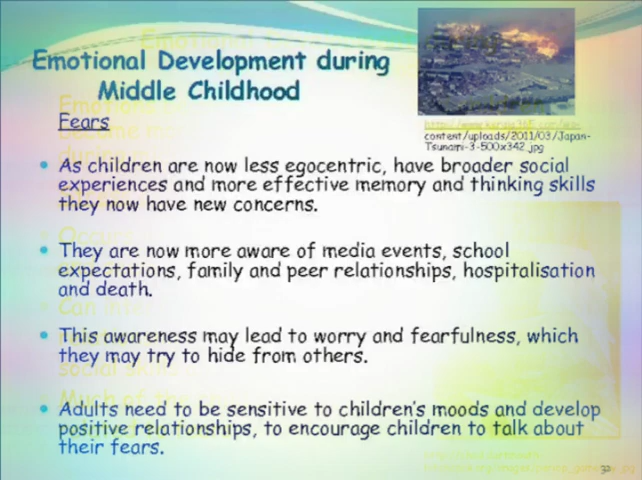 Emotional Development during
Middle Childhood
Fears
content/uploads/2011/03/Japan-
Tsunami-3-500x342.jpg
• As children are now less egocentric, have broader social
experiences and more effective memory and thinking skills
they now have new concerns.
• They are now more aware of media events, school
expectations, family and peer relationships, hospitalisation
and death.
• This awareness may lead to worry and fearfulness, which
they may try to hide from others.
• Adults need to be sensitive to children's moods and develop
positive relationships, to encourage children to talk about
their fears.